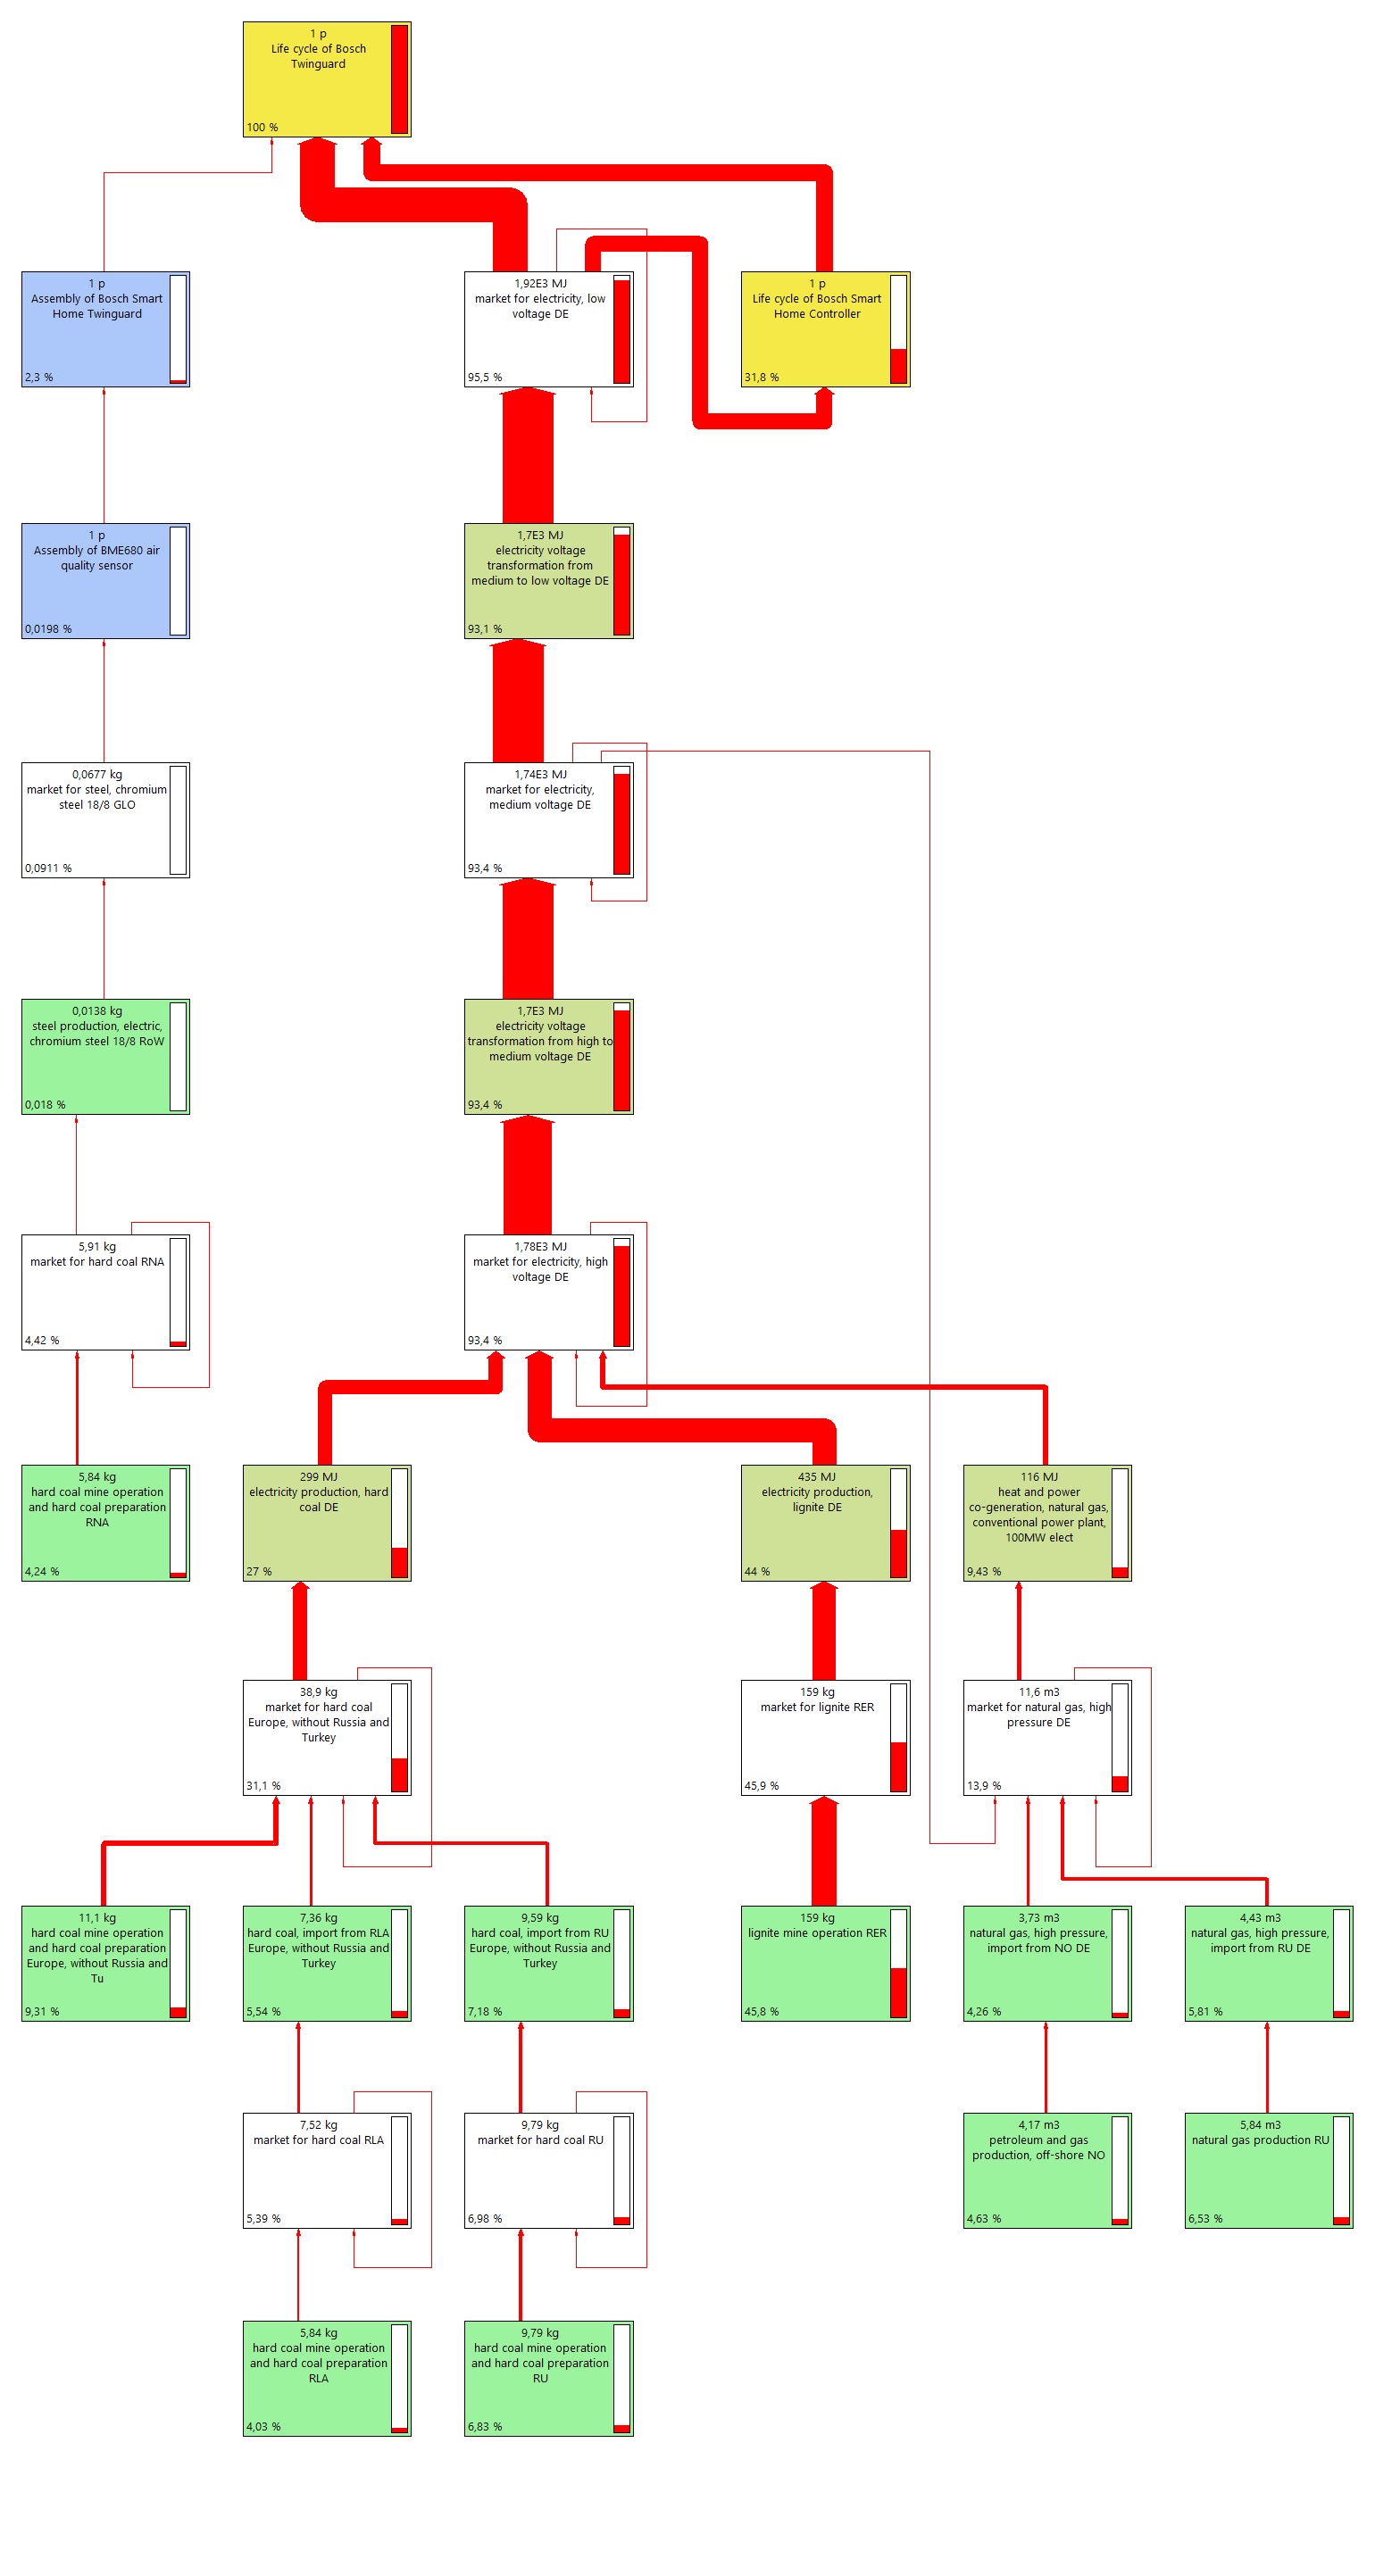 1 p
Life cycle of Bosch
Twinguard
100 %
1 p
Assembly of Bosch Smart
Home Twinguard
2,3 %
1,92E3 MJ
market for electricity, low
voltage DE
95,5 %
1 p
Life cycle of Bosch Smart
Home Controller
31,8 %
1 p
Assembly of BME680 air
quality sensor
0,0198 %
1,7E3 MJ
electricity voltage
transformation from
medium to low voltage DE
93,1 %
0,0677 kg
market for steel, chromium
steel 18/8 GLO
0,0911 %
1,74E3 MJ
market for electricity,
medium voltage DE
93,4 %
0,0138 kg
steel production, electric,
chromium steel 18/8 RoW
0,018 %
1,7E3 MJ
electricity voltage
transformation from high to
medium voltage DE
93,4 %
5,91 kg
market for hard coal RNA
4,42 %
1,78E3 MJ
market for electricity, high
voltage DE
93,4 %
5,84 kg
hard coal mine operation
and hard coal preparation
RNA
4,24 %
299 MJ
electricity production, hard
coal DE
27 %
435 MJ
electricity production,
lignite DE
44 %
116 MJ
heat and power
co-generation, natural gas,
conventional power plant,
100MW elect
9,43 %
38,9 kg
market for hard coal
Europe, without Russia and
Turkey
31,1 %
159 kg
market for lignite RER
45,9 %
11,6 m3
market for natural gas, high
pressure DE
13,9 %
11,1 kg
hard coal mine operation
and hard coal preparation
Europe, without Russia and
Tu
9,31 %
7,36 kg
hard coal, import from RLA
Europe, without Russia and
Turkey
5,54 %
9,59 kg
hard coal, import from RU
Europe, without Russia and
Turkey
7,18 %
159 kg
lignite mine operation RER
45,8 %
3,73 m3
natural gas, high pressure,
import from NO DE
4,26 %
4,43 m3
natural gas, high pressure,
import from RU DE
5,81 %
7,52 kg
market for hard coal RLA
5,39 %
9,79 kg
market for hard coal RU
6,98 %
4,17 m3
petroleum and gas
production, off-shore NO
4,63 %
5,84 m3
natural gas production RU
6,53 %
5,84 kg
hard coal mine operation
and hard coal preparation
RLA
4,03 %
9,79 kg
hard coal mine operation
and hard coal preparation
RU
6,83 %